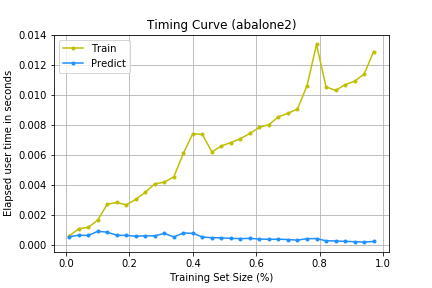 Timing Curve (abalone2)
Train
Predict
Elapsed user time in seconds
0.014
0.012
0.010
0.008
0.006
0.004
0.002
0.000
0.0 0.2 0.4 0.6 0.8 1.0
Training Set Size (%)